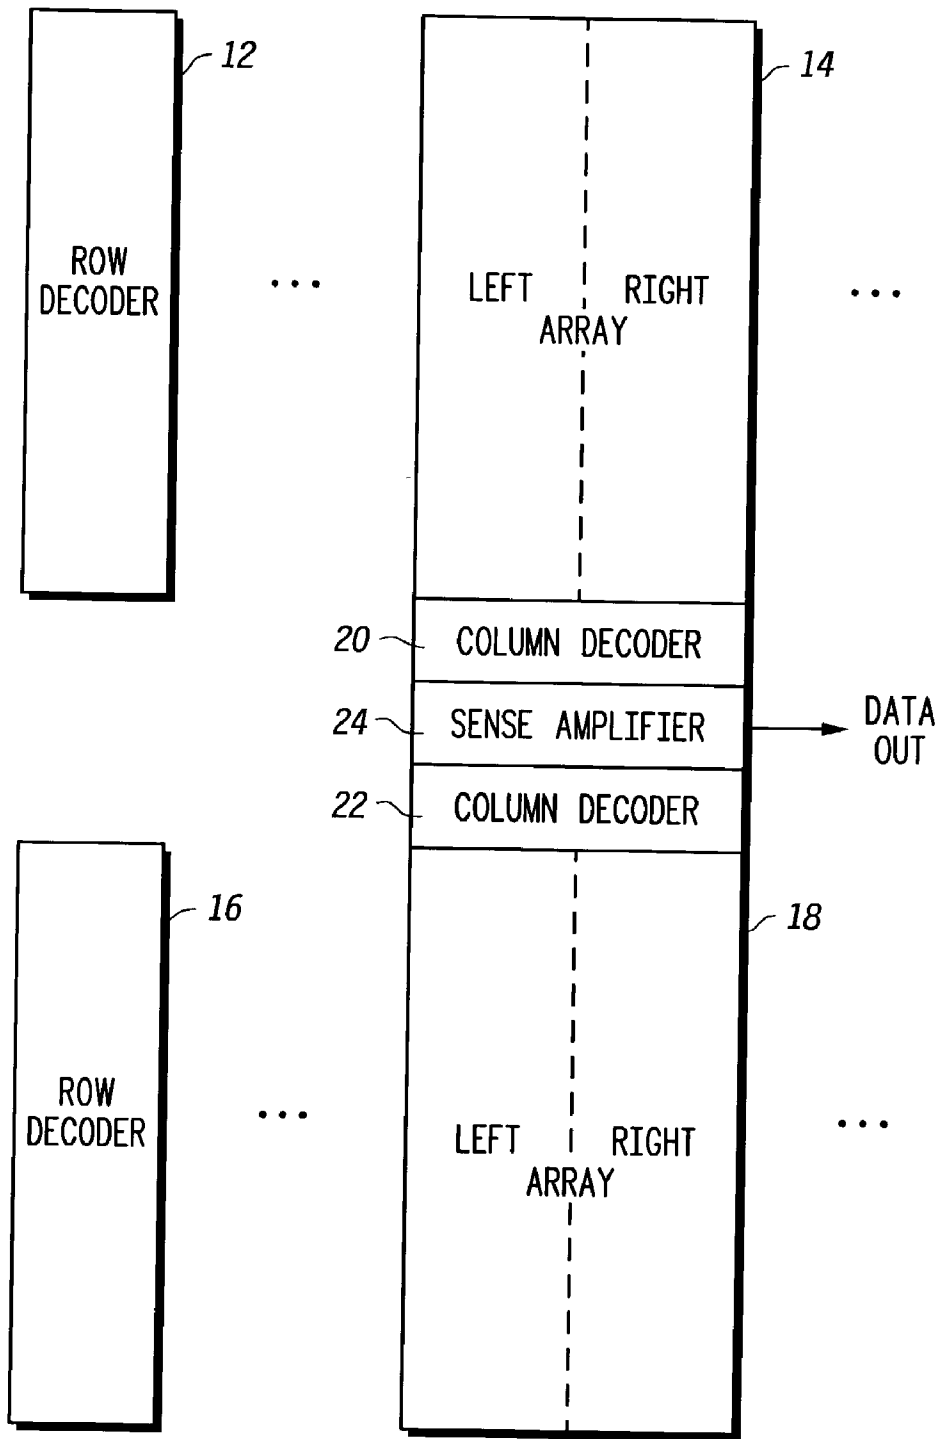 12
14
ROW
DECODER
...
LEFT RIGHT
ARRAY
...
20
COLUMN DECODER
24
SENSE AMPLIFIER
DATA
OUT
22
COLUMN DECODER
16
18
ROW
DECODER
...
LEFT RIGHT
ARRAY
...